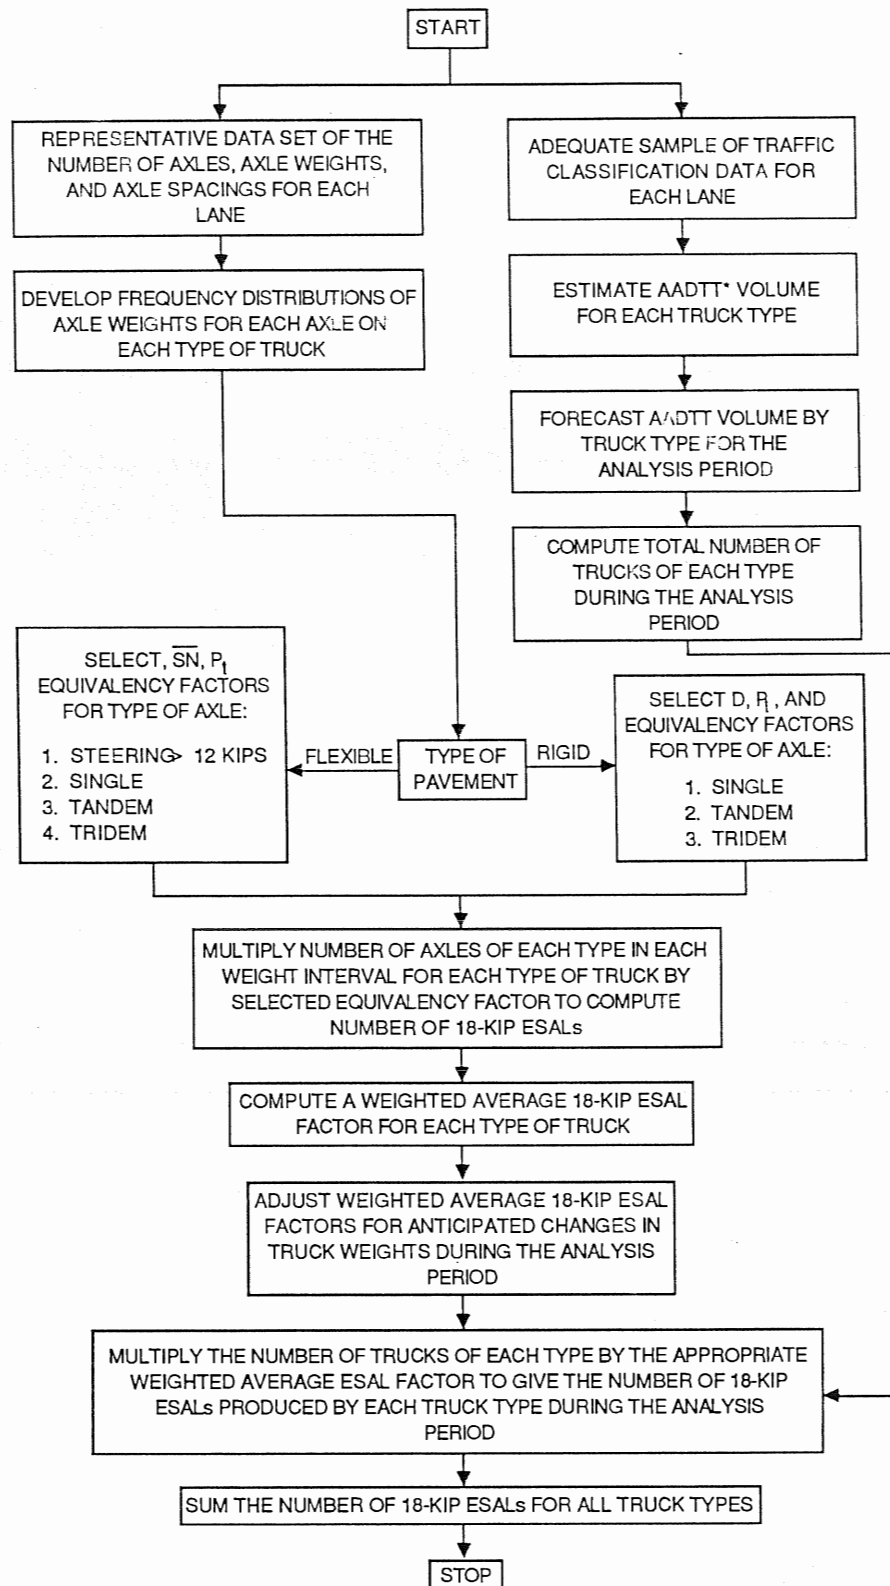 START
REPRESENTATIVE DATA SET OF THE
NUMBER OF AXLES, AXLE WEIGHTS,
AND AXLE SPACINGS FOR EACH
LANE
ADEQUATE SAMPLE OF TRAFFIC
CLASSIFICATION DATA FOR
EACH LANE
DEVELOP FREQUENCY DISTRIBUTIONS OF
AXLE WEIGHTS FOR EACH AXLE ON
EACH TYPE OF TRUCK
ESTIMATE AADTT* VOLUME
FOR EACH TRUCK TYPE
FORECAST AADTT VOLUME BY
TRUCK TYPE FOR THE
ANALYSIS PERIOD
COMPUTE TOTAL NUMBER OF
TRUCKS OF EACH TYPE
DURING THE ANALYSIS
PERIOD
SELECT, S̅N̅, Pt
EQUIVALENCY FACTORS
FOR TYPE OF AXLE:
1. STEERING> 12 KIPS
2. SINGLE
3. TANDEM
4. TRIDEM
FLEXIBLE
TYPE OF
PAVEMENT
RIGID
SELECT D, Pt, AND
EQUIVALENCY FACTORS
FOR TYPE OF AXLE:
1. SINGLE
2. TANDEM
3. TRIDEM
MULTIPLY NUMBER OF AXLES OF EACH TYPE IN EACH
WEIGHT INTERVAL FOR EACH TYPE OF TRUCK BY
SELECTED EQUIVALENCY FACTOR TO COMPUTE
NUMBER OF 18-KIP ESALs
COMPUTE A WEIGHTED AVERAGE 18-KIP ESAL
FACTOR FOR EACH TYPE OF TRUCK
ADJUST WEIGHTED AVERAGE 18-KIP ESAL
FACTORS FOR ANTICIPATED CHANGES IN
TRUCK WEIGHTS DURING THE ANALYSIS
PERIOD
MULTIPLY THE NUMBER OF TRUCKS OF EACH TYPE BY THE APPROPRIATE
WEIGHTED AVERAGE ESAL FACTOR TO GIVE THE NUMBER OF 18-KIP
ESALs PRODUCED BY EACH TRUCK TYPE DURING THE ANALYSIS
PERIOD
SUM THE NUMBER OF 18-KIP ESALs FOR ALL TRUCK TYPES
STOP